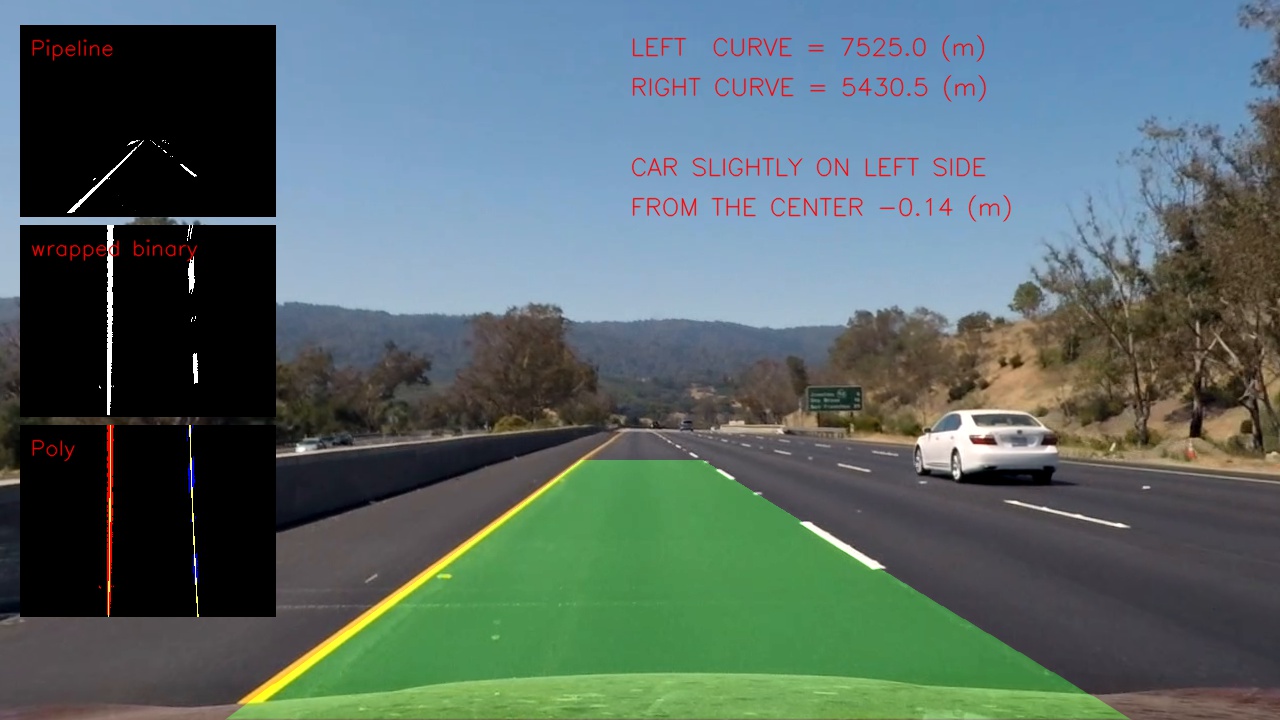 Pipeline
LEFT  CURVE = 7525.0 (m)
RIGHT CURVE = 5430.5 (m)
CAR SLIGHTLY ON LEFT SIDE
FROM THE CENTER -0.14 (m)
wrapped binary
Poly